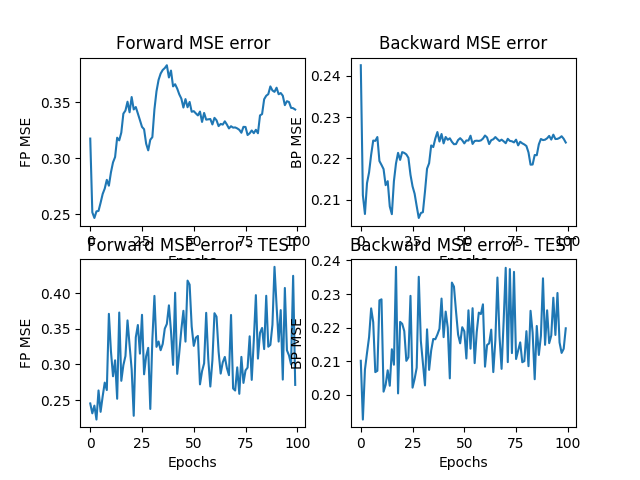 Forward MSE error
Backward MSE error
FP MSE
0.35
0.30
0.25
0 25 50 75 100
Epochs
BP MSE
0.24
0.23
0.22
0.21
0 25 50 75 100
Epochs
Forward MSE error - TEST
Backward MSE error - TEST
FP MSE
0.40
0.35
0.30
0.25
0 25 50 75 100
Epochs
BP MSE
0.24
0.23
0.22
0.21
0.20
0 25 50 75 100
Epochs